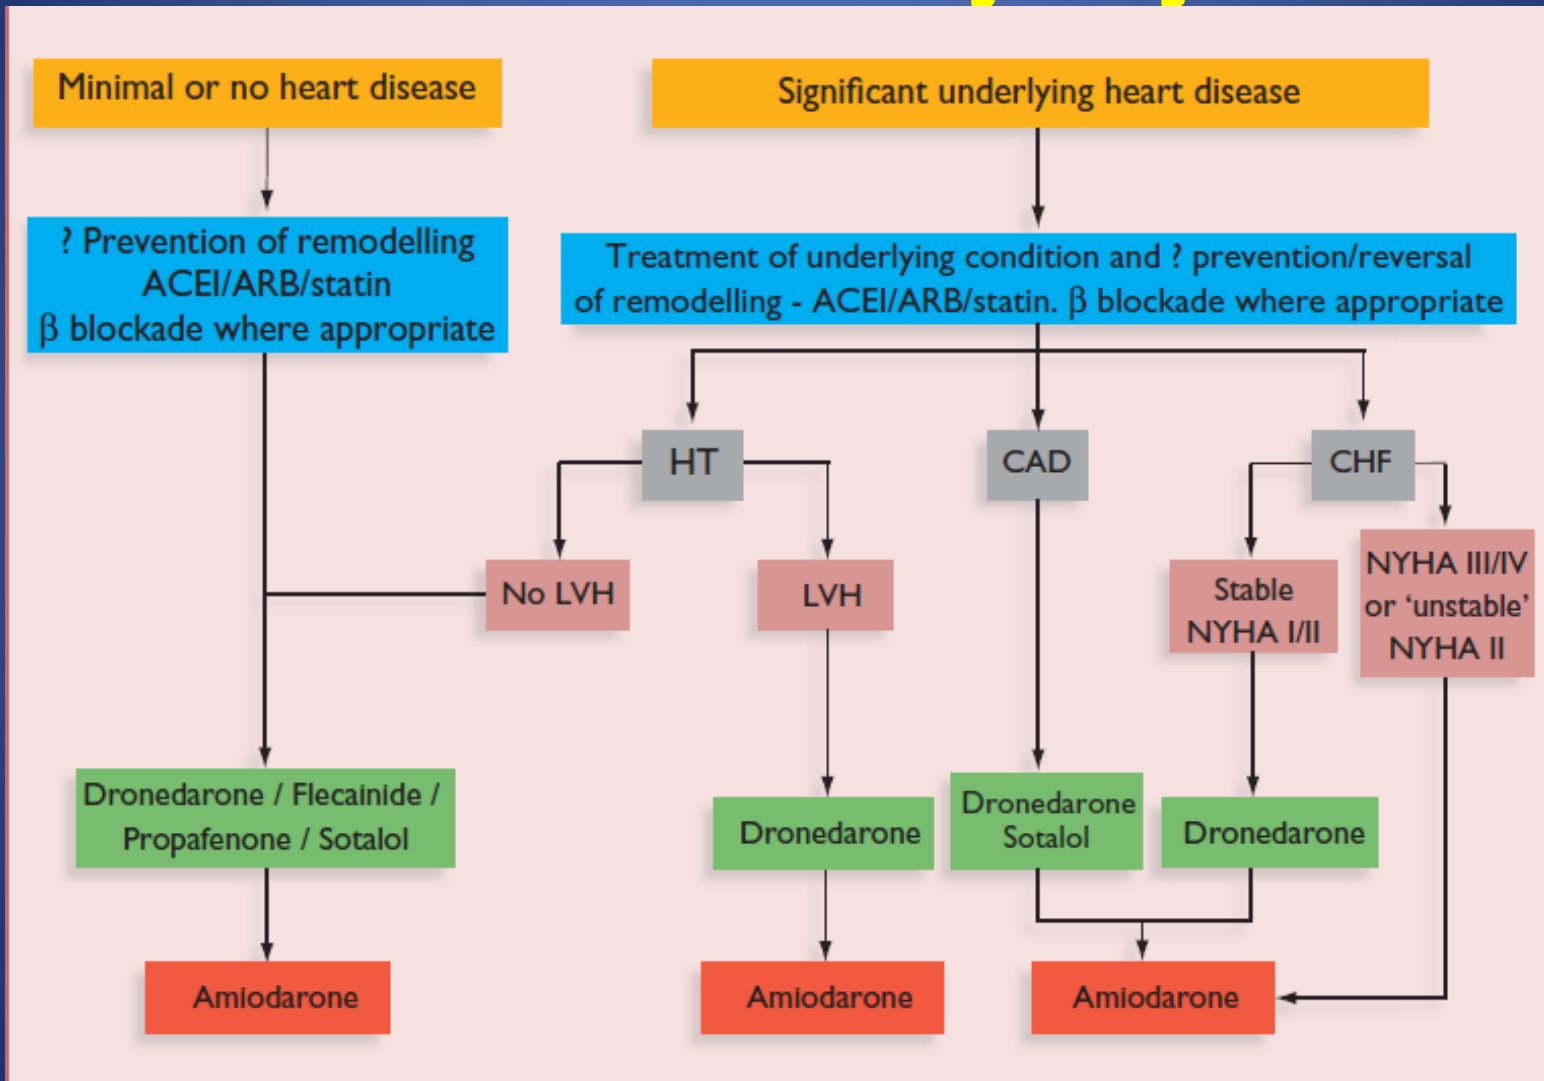 Minimal or no heart disease
Significant underlying heart disease
? Prevention of remodelling
ACEI/ARB/statin
β blockade where appropriate
Treatment of underlying condition and ? prevention/reversal
of remodelling - ACEI/ARB/statin. β blockade where appropriate
HT
CAD
CHF
No LVH
LVH
Stable
NYHA I/II
NYHA III/IV
or ‘unstable’
NYHA II
Dronedarone / Flecainide /
Propafenone / Sotalol
Dronedarone
Dronedarone
Sotalol
Dronedarone
Amiodarone
Amiodarone
Amiodarone